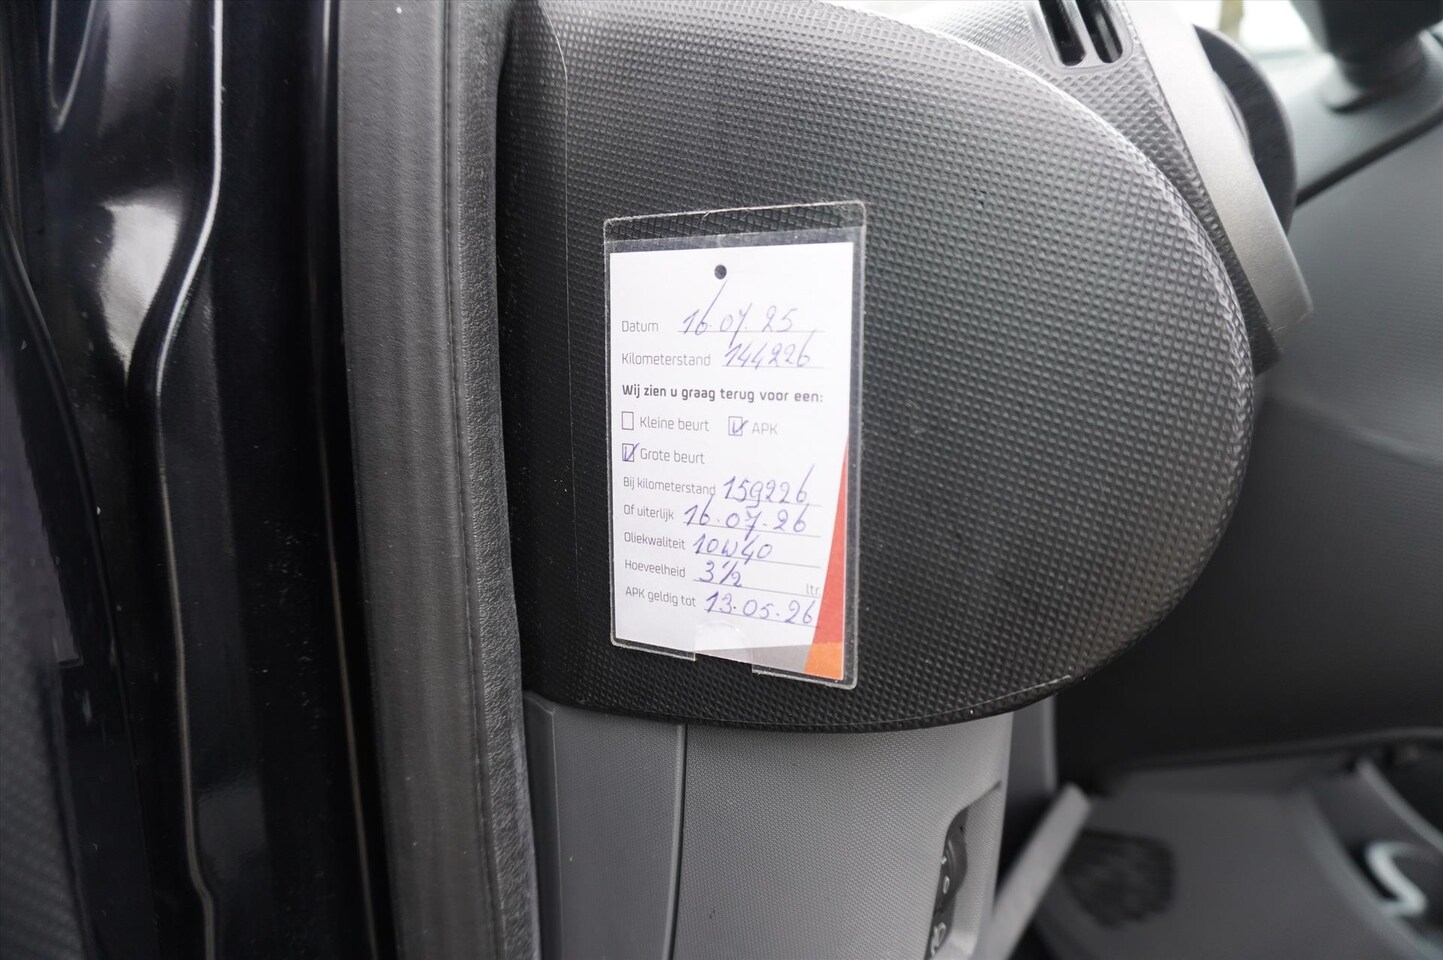 Datum 16.07.25
Kilometerstand 144226
Wij zien u graag terug voor een:
Kleine beurt APK
Grote beurt
Bij kilometerstand 159226
Of uiterlijk 16.07.26
Oliekwaliteit 10W40
Hoeveelheid 3½ ltr.
APK geldig tot 13.05.26